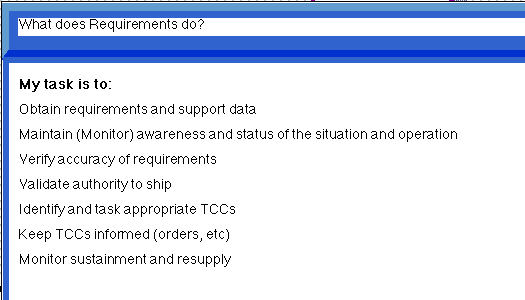 What does Requirements do?
My task is to:
Obtain requirements and support data
Maintain (Monitor) awareness and status of the situation and operation
Verify accuracy of requirements
Validate authority to ship
Identify and task appropriate TCCs
Keep TCCs informed (orders, etc)
Monitor sustainment and resupply